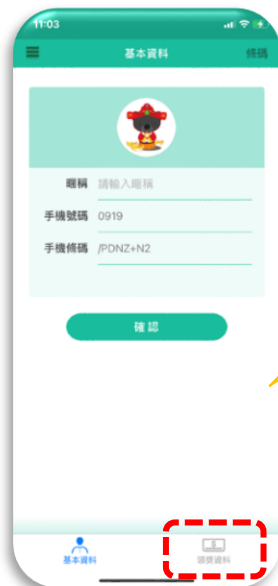 11:03
基本資料
條碼
暱稱 請輸入暱稱
手機號碼 0919
手機條碼 /PDNZ+N2
確認
基本資料
領獎資料